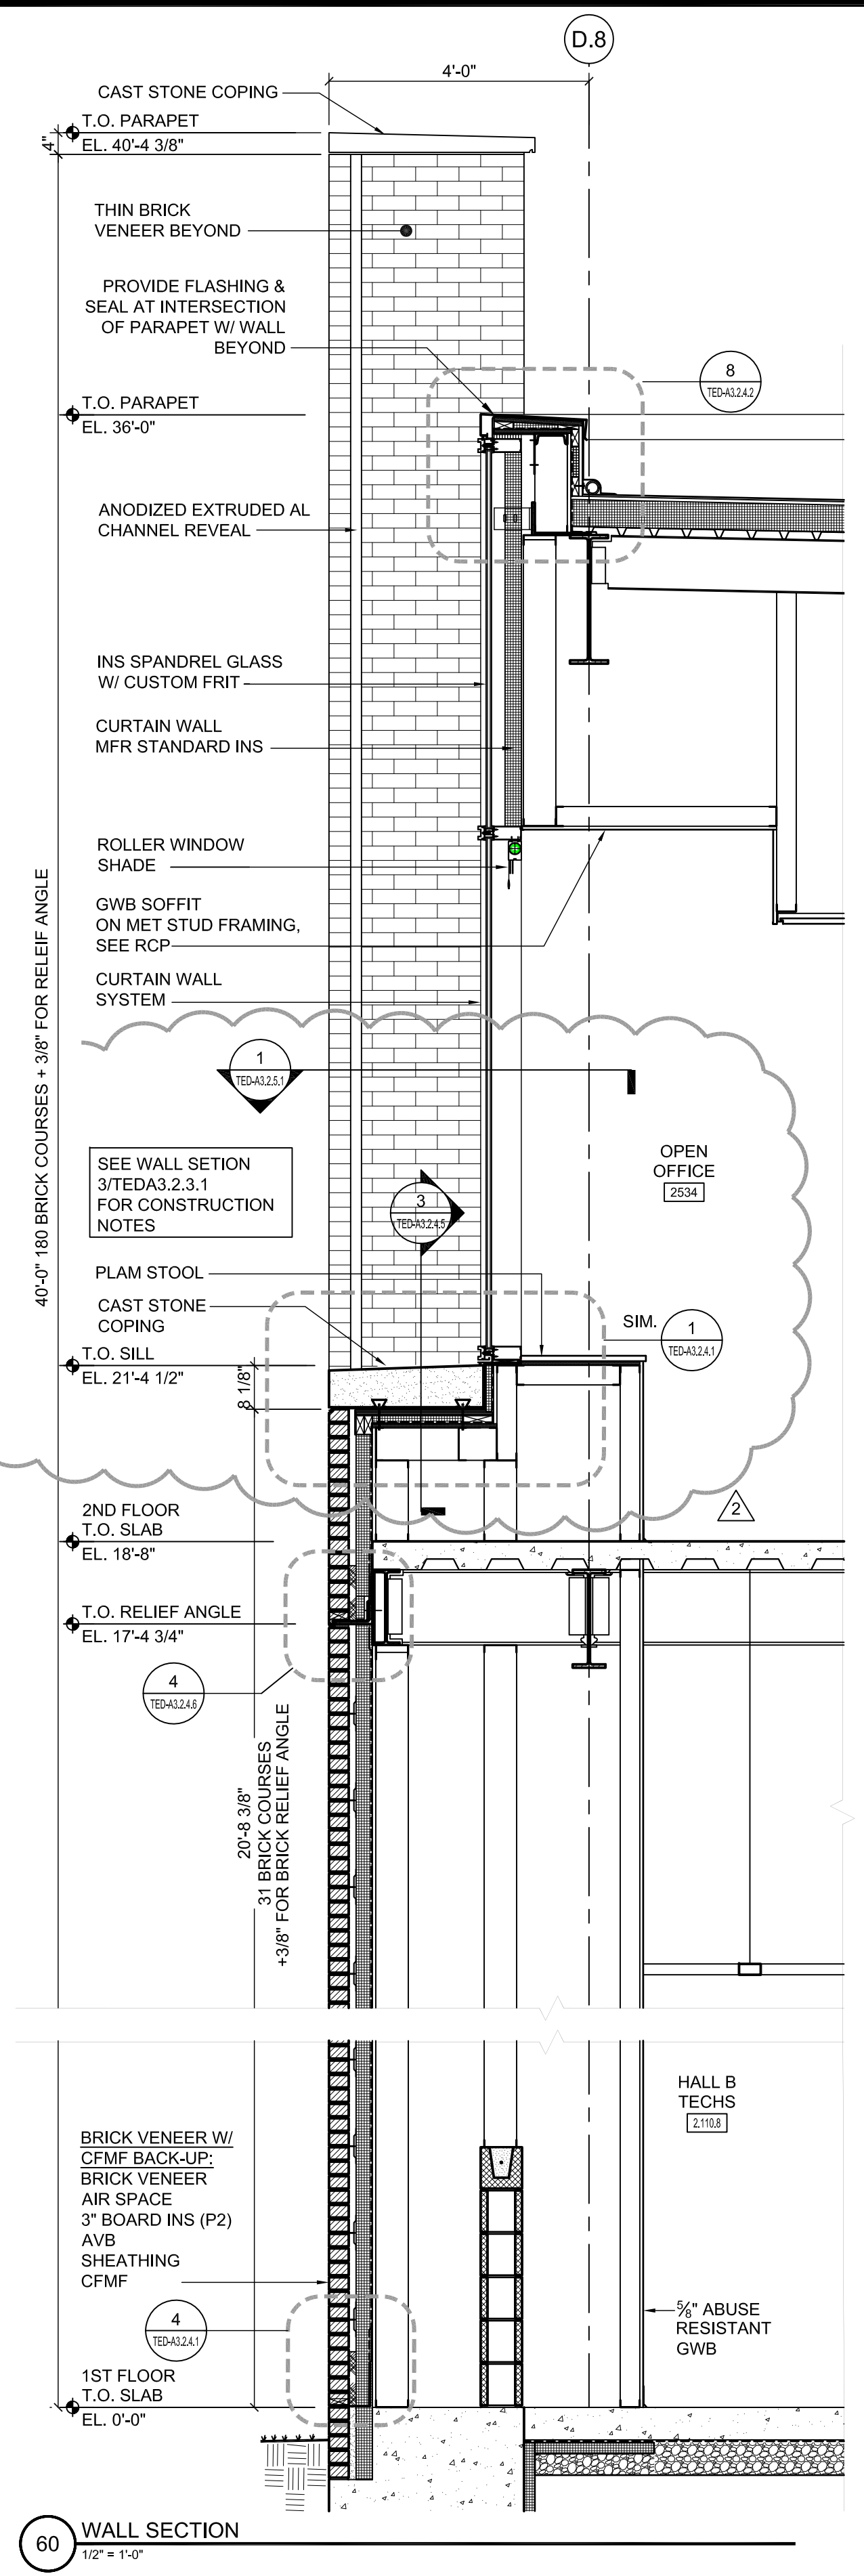 D.8
4'-0"
CAST STONE COPING
T.O. PARAPET
EL. 40'-4 3/8"
4"
THIN BRICK
VENEER BEYOND
PROVIDE FLASHING &
SEAL AT INTERSECTION
OF PARAPET W/ WALL
BEYOND
8
TED-A3.2.4.2
T.O. PARAPET
EL. 36'-0"
ANODIZED EXTRUDED AL
CHANNEL REVEAL
INS SPANDREL GLASS
W/ CUSTOM FRIT
CURTAIN WALL
MFR STANDARD INS
ROLLER WINDOW
SHADE
GWB SOFFIT
ON MET STUD FRAMING,
SEE RCP
CURTAIN WALL
SYSTEM
40'-0" 180 BRICK COURSES + 3/8" FOR RELEIF ANGLE
1
TED-A3.2.5.1
OPEN
OFFICE
2534
SEE WALL SETION
3/TEDA3.2.3.1
FOR CONSTRUCTION
NOTES
3
TED-A3.2.4.5
PLAM STOOL
CAST STONE
COPING
SIM.
1
TED-A3.2.4.1
T.O. SILL
EL. 21'-4 1/2"
8 1/8"
2
2ND FLOOR
T.O. SLAB
EL. 18'-8"
T.O. RELIEF ANGLE
EL. 17'-4 3/4"
4
TED-A3.2.4.6
20'-8 3/8"
31 BRICK COURSES
+3/8" FOR BRICK RELIEF ANGLE
HALL B
TECHS
2.110.8
BRICK VENEER W/
CFMF BACK-UP:
BRICK VENEER
AIR SPACE
3" BOARD INS (P2)
AVB
SHEATHING
CFMF
5/8" ABUSE
RESISTANT
GWB
4
TED-A3.2.4.1
1ST FLOOR
T.O. SLAB
EL. 0'-0"
60
WALL SECTION
1/2" = 1'-0"